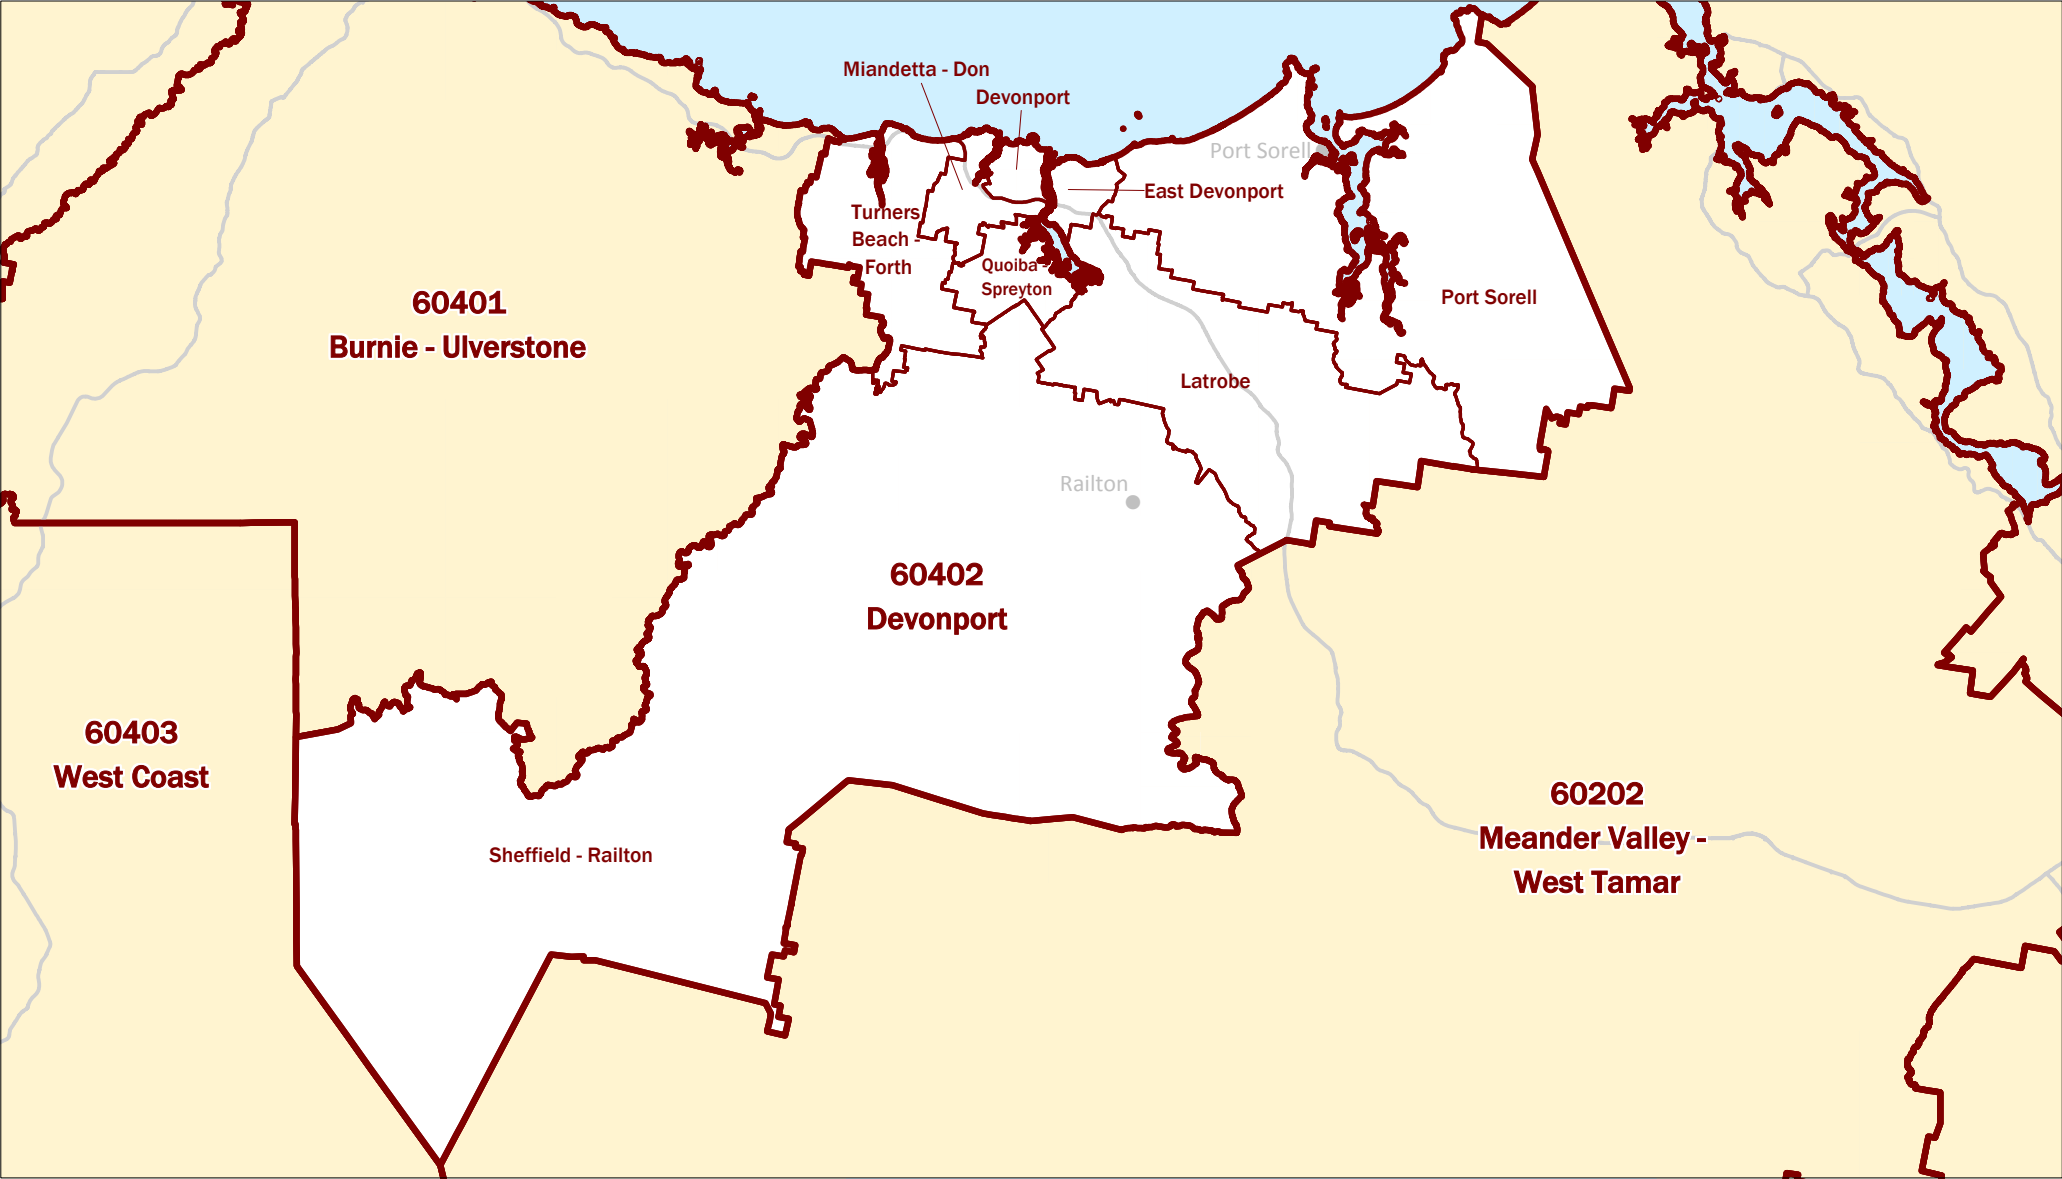 Miandetta - Don
Devonport
Port Sorell
East Devonport
Turners
Beach -
Forth
Quoiba -
Spreyton
60401
Burnie - Ulverstone
Port Sorell
Latrobe
Railton
60402
Devonport
60403
West Coast
60202
Meander Valley -
West Tamar
Sheffield - Railton